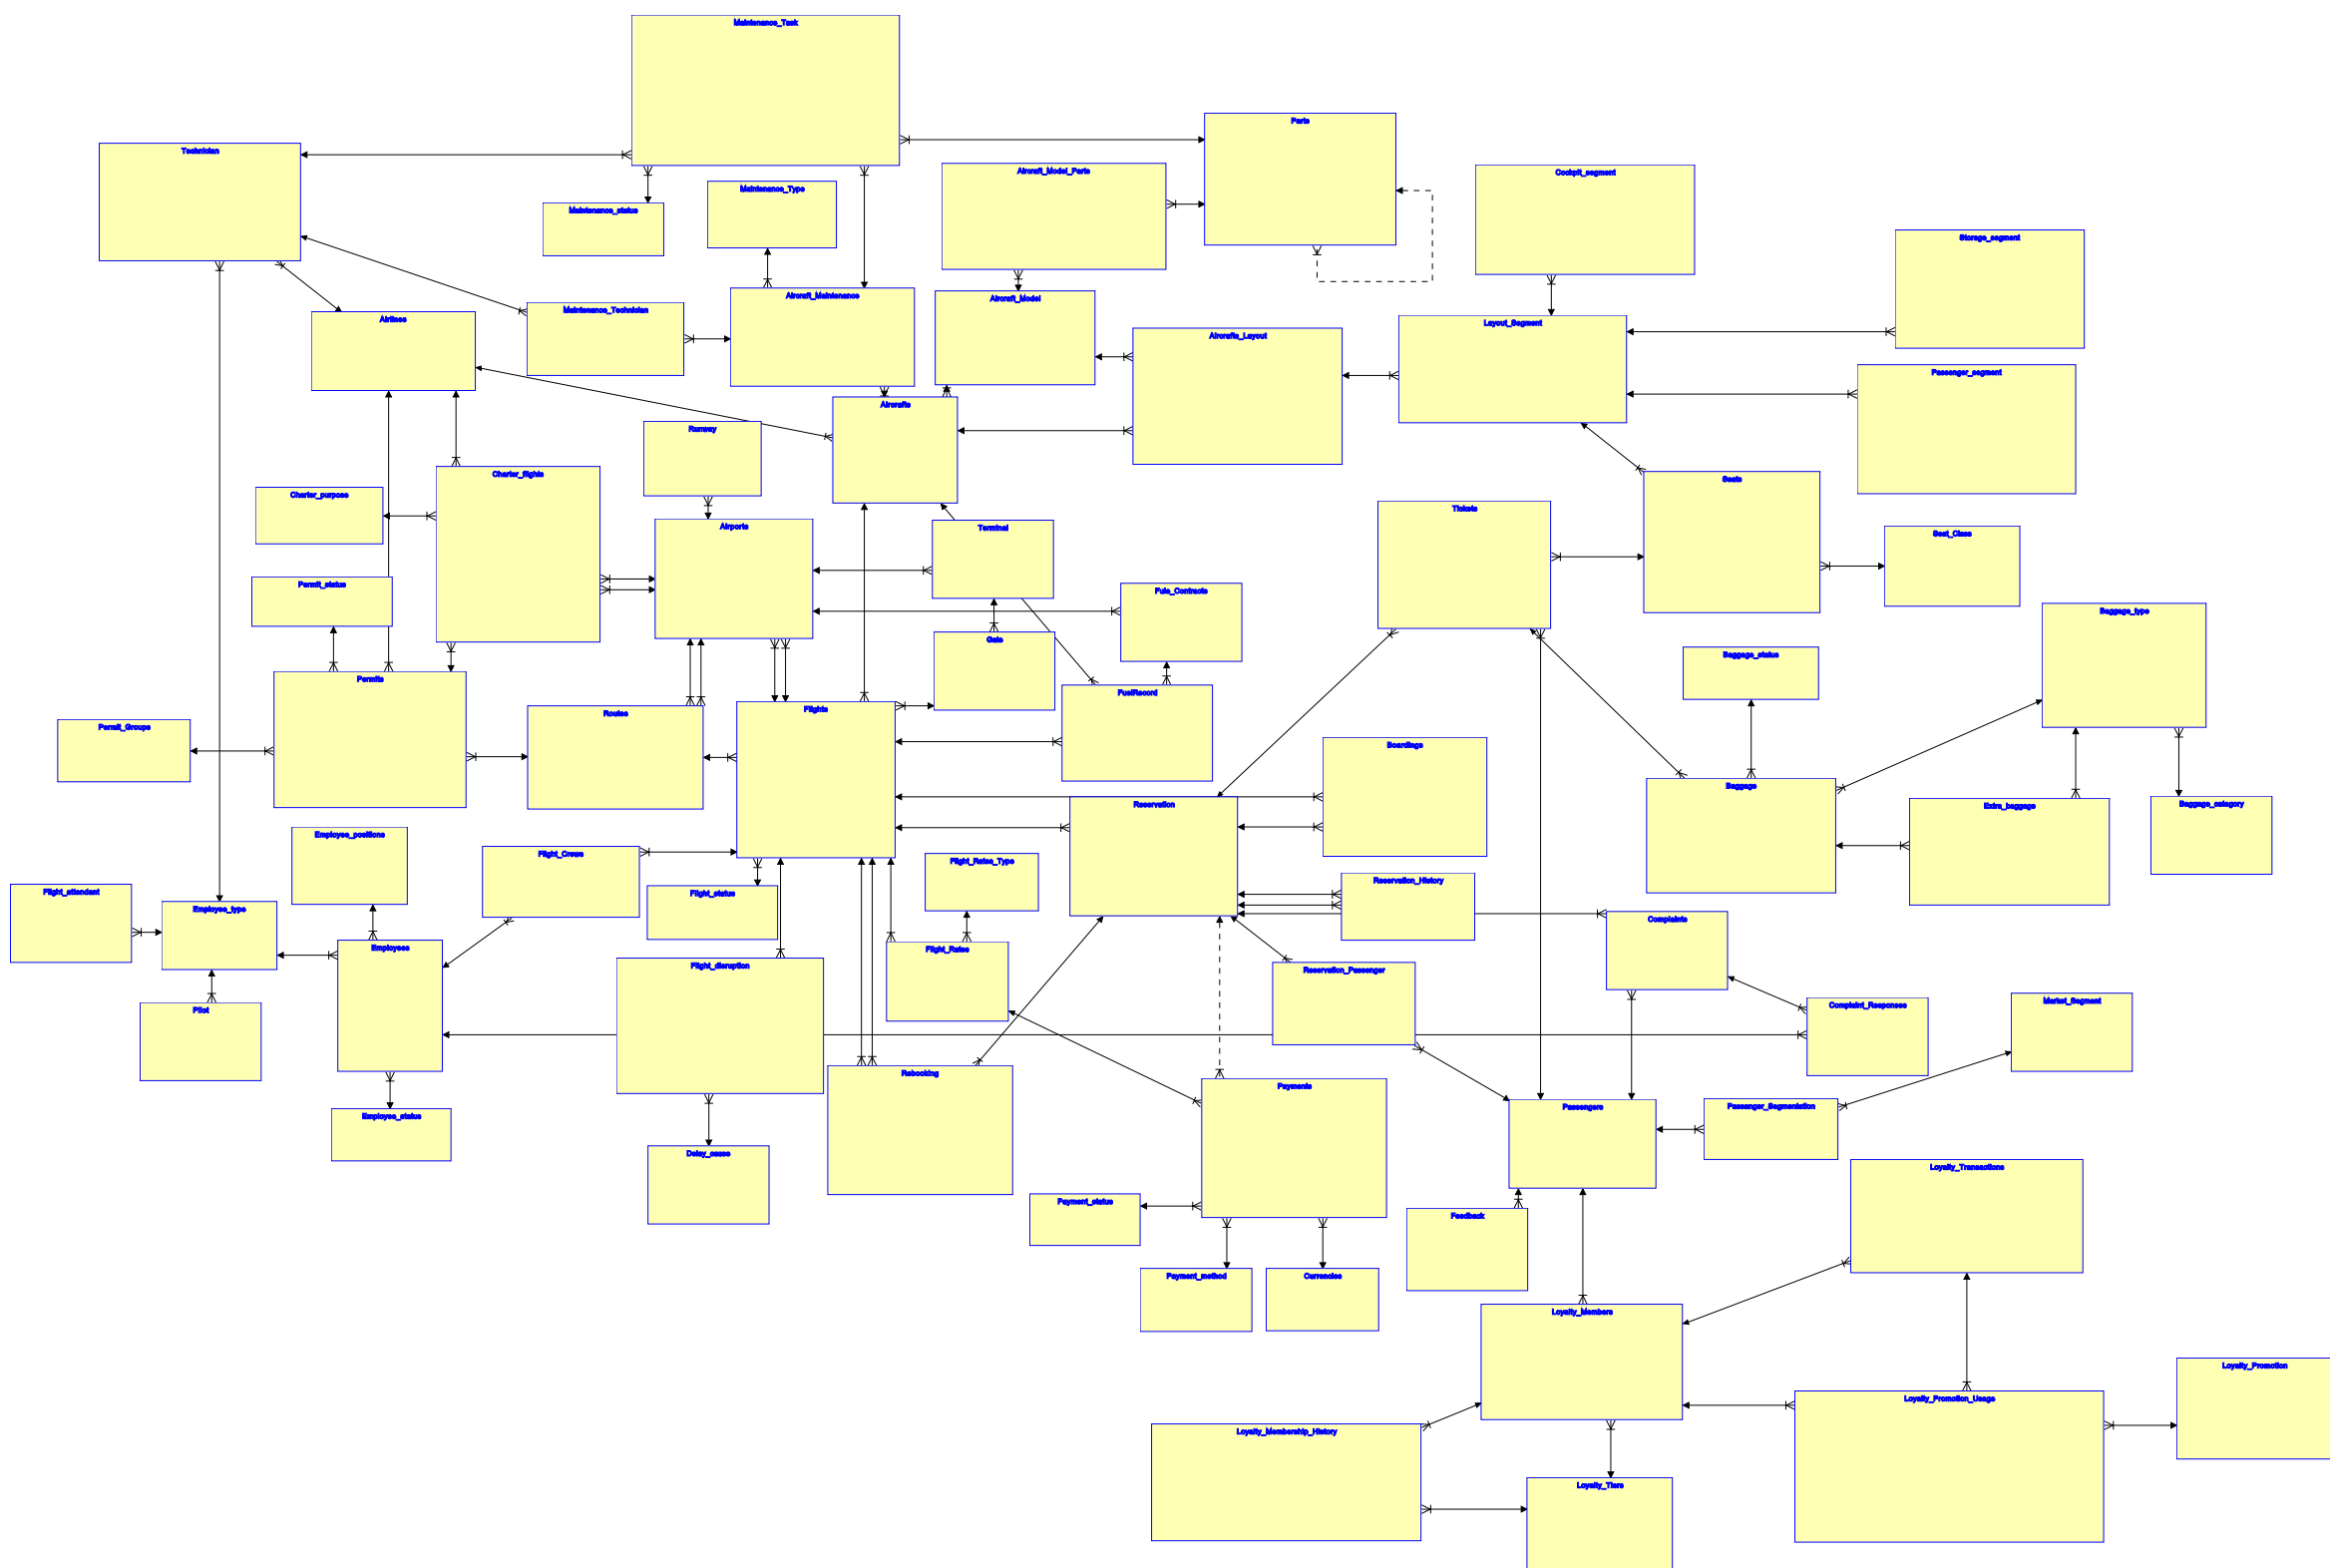 Maintenance_Task
Parts
Technician
Aircraft_Model_Parts
Cockpit_segment
Maintenance_Type
Maintenance_status
Storage_segment
Aircraft_Maintenance
Aircraft_Model
Maintenance_Technician
Airlines
Layout_Segment
Aircrafts_Layout
Passenger_segment
Aircrafts
Runway
Charter_flights
Seats
Charter_purpose
Tickets
Airports
Terminal
Seat_Class
Permit_status
Fule_Contracts
Baggage_type
Gate
Baggage_status
Permits
FuelRecord
Flights
Routes
Permit_Groups
Boardings
Baggage
Reservation
Extra_baggage
Baggage_category
Employee_positions
Flight_Crews
Flight_Rates_Type
Reservation_History
Flight_attendant
Flight_status
Employee_type
Complaints
Employees
Flight_Rates
Flight_disruption
Reservation_Passenger
Market_Segment
Complaint_Responses
Pilot
Rebooking
Payments
Passengers
Passanger_Segmentation
Employee_status
Delay_cause
Loyalty_Transactions
Payment_status
Feedback
Payment_method
Currencies
Loyalty_Members
Loyalty_Promotion
Loyalty_Promotion_Usage
Loyalty_Membership_History
Loyalty_Tiers